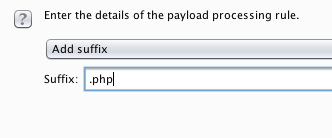 Enter the details of the payload processing rule.
Add suffix
Suffix: .php